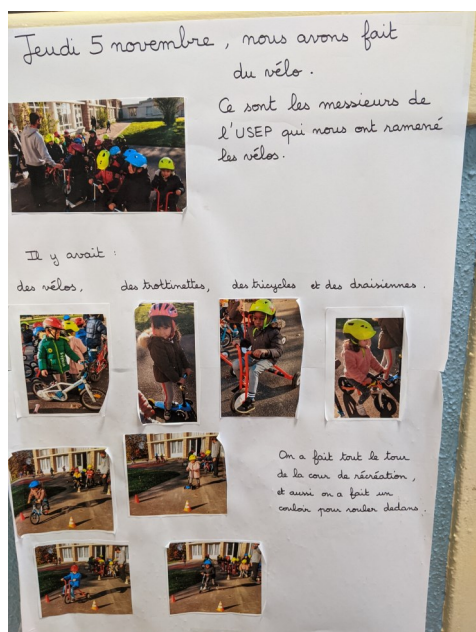 Jeudi 5 novembre, nous avons fait
du vélo.
Ce sont les messieurs de
l'USEP qui nous ont ramené
les vélos.
Il y avait :
des vélos, des trottinettes, des tricycles et des draisiennes.
On a fait tout le tour
de la cour de récréation,
et aussi on a fait un
couloir pour rouler dedans.